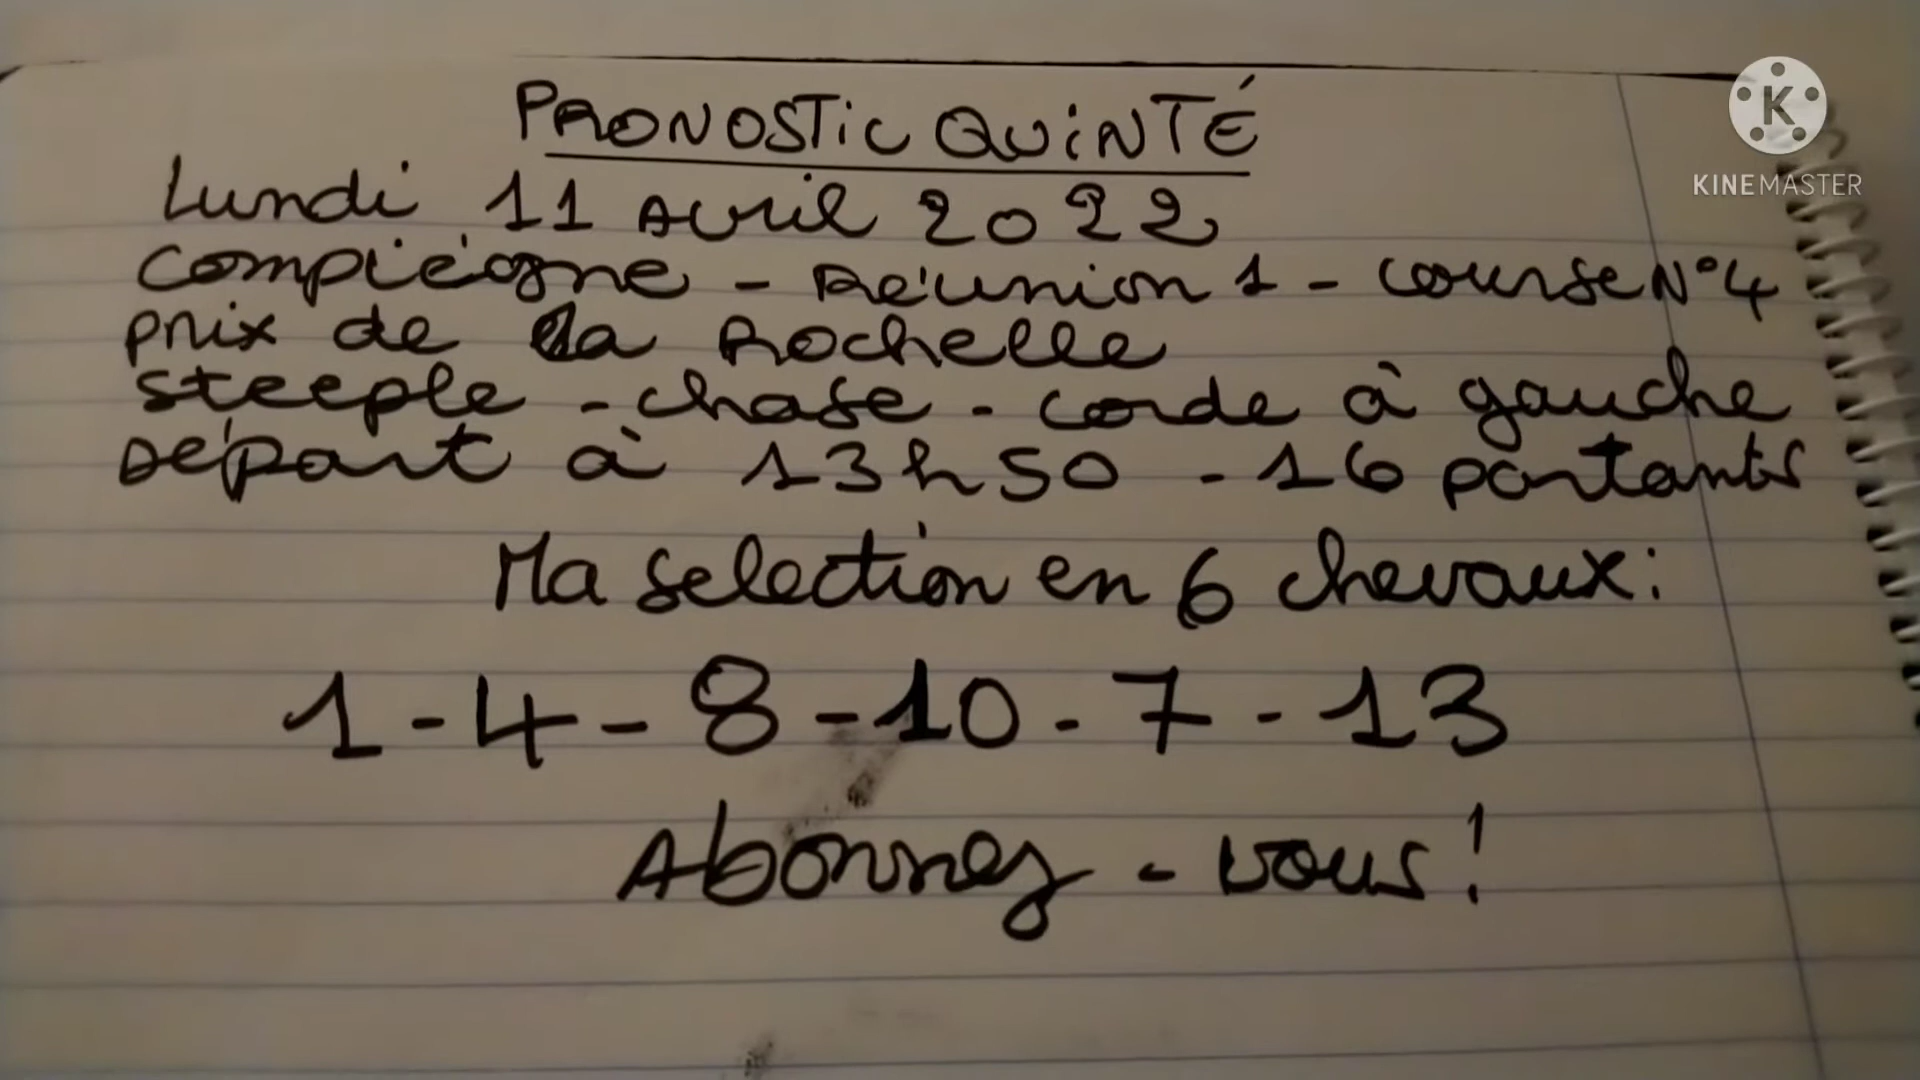 PRONOSTIC QUINTÉ
Lundi 11 avril 2022
Compiégne - Réunion 1 - course N°4
prix de la Rochelle
steeple - chase - corde à gauche
Départ à 13h50 - 16 partants
Ma selection en 6 chevaux :
1 - 4 - 8 - 10 - 7 - 13
Abonnez - vous !
K
KINEMASTER